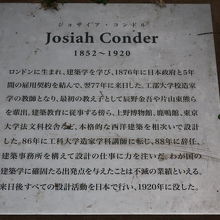 ジョサイア・コンドル
Josiah Conder
1852～1920
ロンドンに生まれ、建築学を学び、1876年に日本政府と5年
間の雇用契約を結んで、翌77年に来日した。工部大学校造家
学の教師となり、最初の教え子として辰野金吾や片山東熊ら
を輩出。建築教育に従事する傍ら、上野博物館、鹿鳴館、東京
大学法文科校舎など、本格的な西洋建築を相次いで設計
した。86年に工科大学造家学科講師に転じ、88年に辞任、
建築事務所を構えて設計の仕事に力を注いだ。わが国の
建築学に確固たる出発点を与えたことは不滅の業績といえる。
来日後すべての設計活動を日本で行い、1920年に没した。